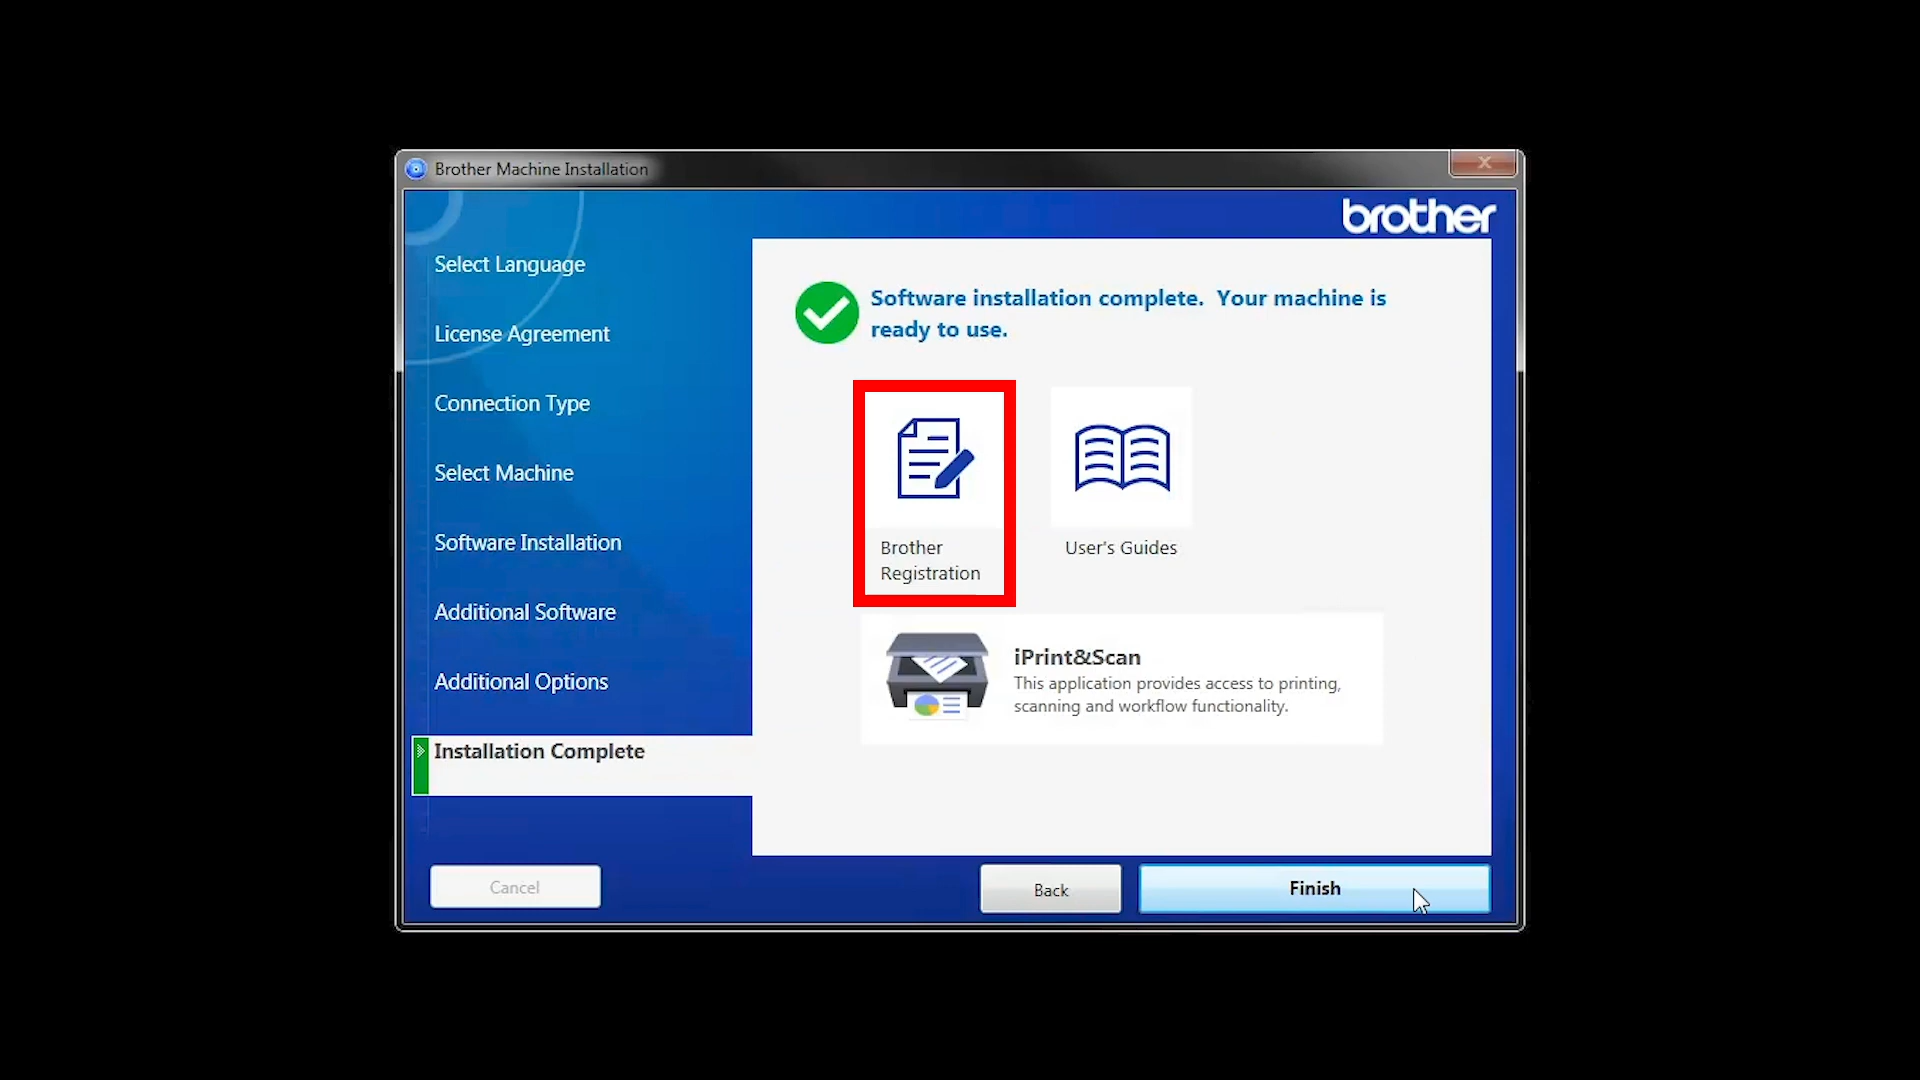 Brother Machine Installation
brother
Select Language
License Agreement
Connection Type
Select Machine
Software Installation
Additional Software
Additional Options
Installation Complete
Software installation complete. Your machine is
ready to use.
Brother
Registration
User's Guides
iPrint&Scan
This application provides access to printing,
scanning and workflow functionality.
Cancel
Back
Finish